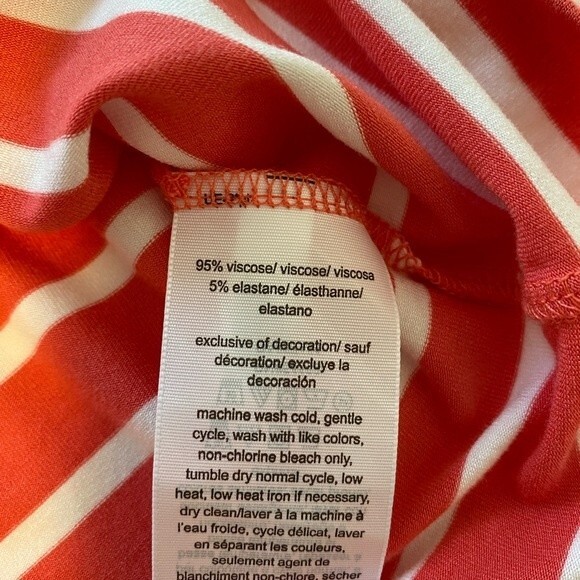 95% viscose/ viscose/ viscosa
5% elastane/ élasthanne/
elastano
exclusive of decoration/ sauf
décoration/ excluye la
decoración
machine wash cold, gentle
cycle, wash with like colors,
non-chlorine bleach only,
tumble dry normal cycle, low
heat, low heat iron if necessary,
dry clean/laver à la machine à
l'eau froide, cycle délicat, laver
en séparant les couleurs,
seulement agent de
blanchiment non-chlore, sécher